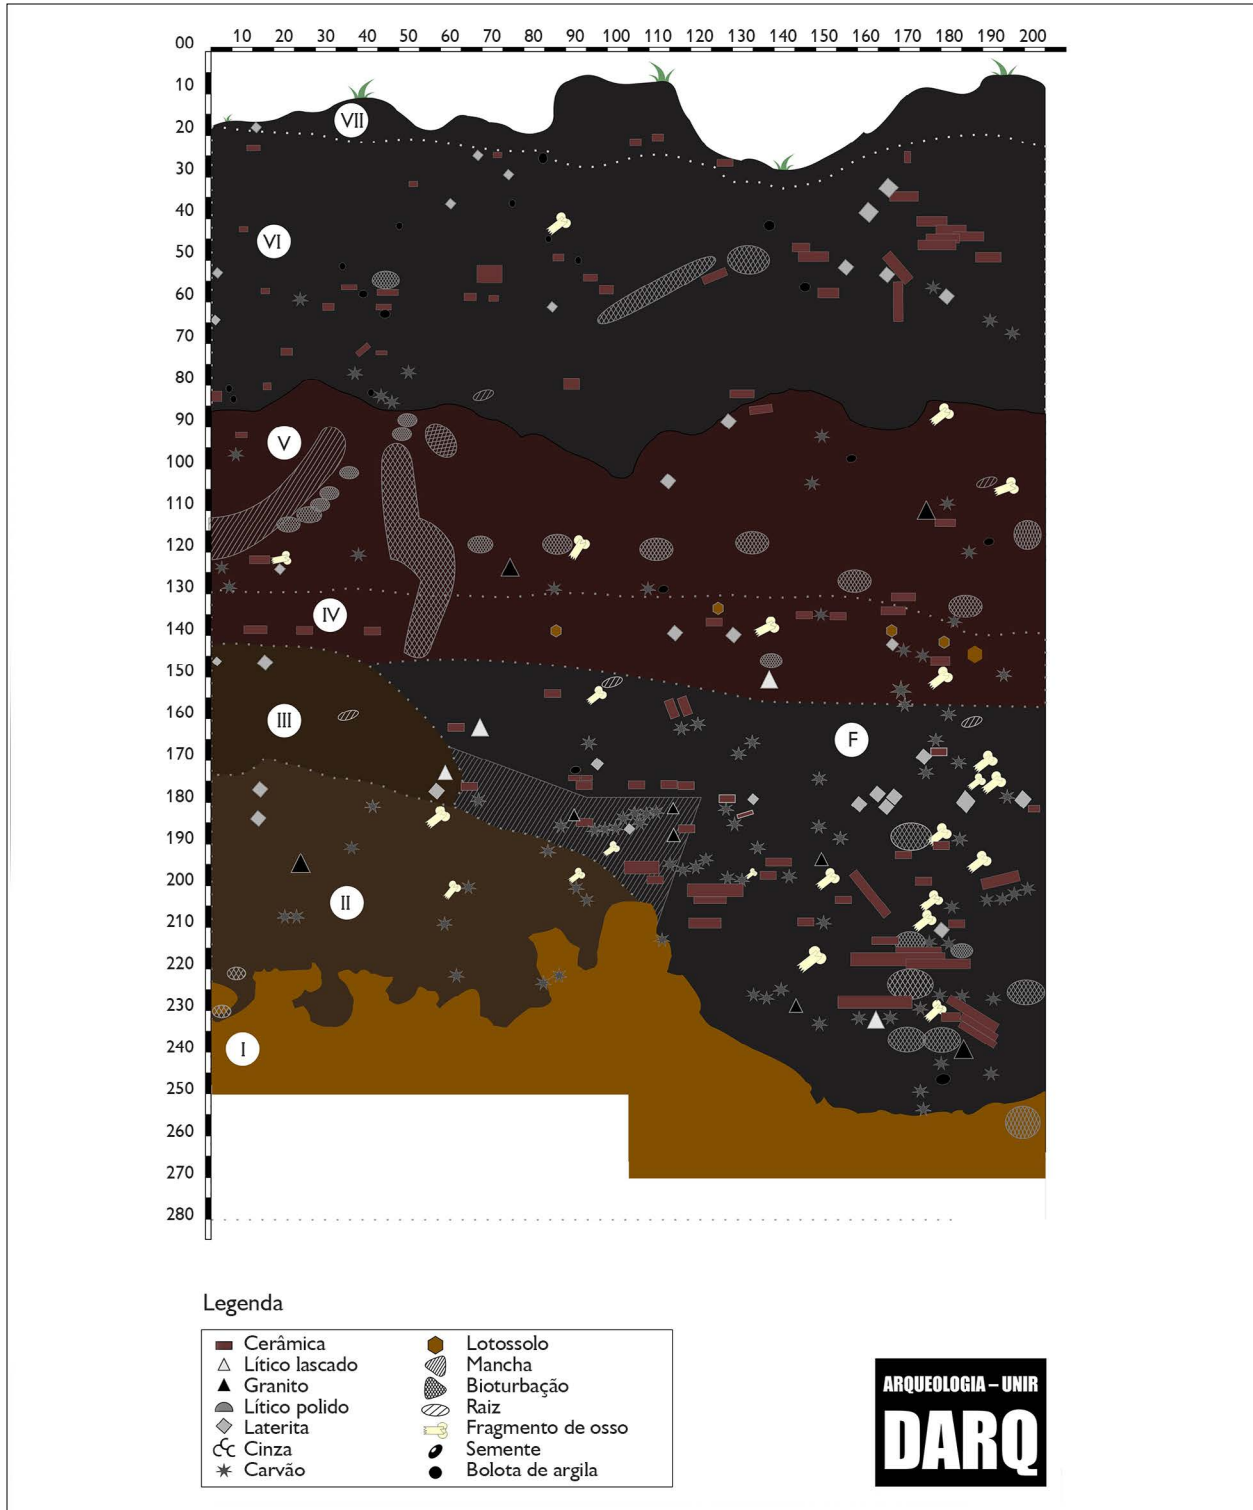 10 20 30 40 50 60 70 80 90 100 110 120 130 140 150 160 170 180 190 200
00
10
20
30
40
50
60
70
80
90
100
110
120
130
140
150
160
170
180
190
200
210
220
230
240
250
260
270
280
VII
VI
V
IV
III
F
II
I
Legenda
Cerâmica
Lítico lascado
Granito
Lítico polido
Laterita
Cinza
Carvão
Lotossolo
Mancha
Bioturbação
Raiz
Fragmento de osso
Semente
Bolota de argila
ARQUEOLOGIA – UNIR
DARQ